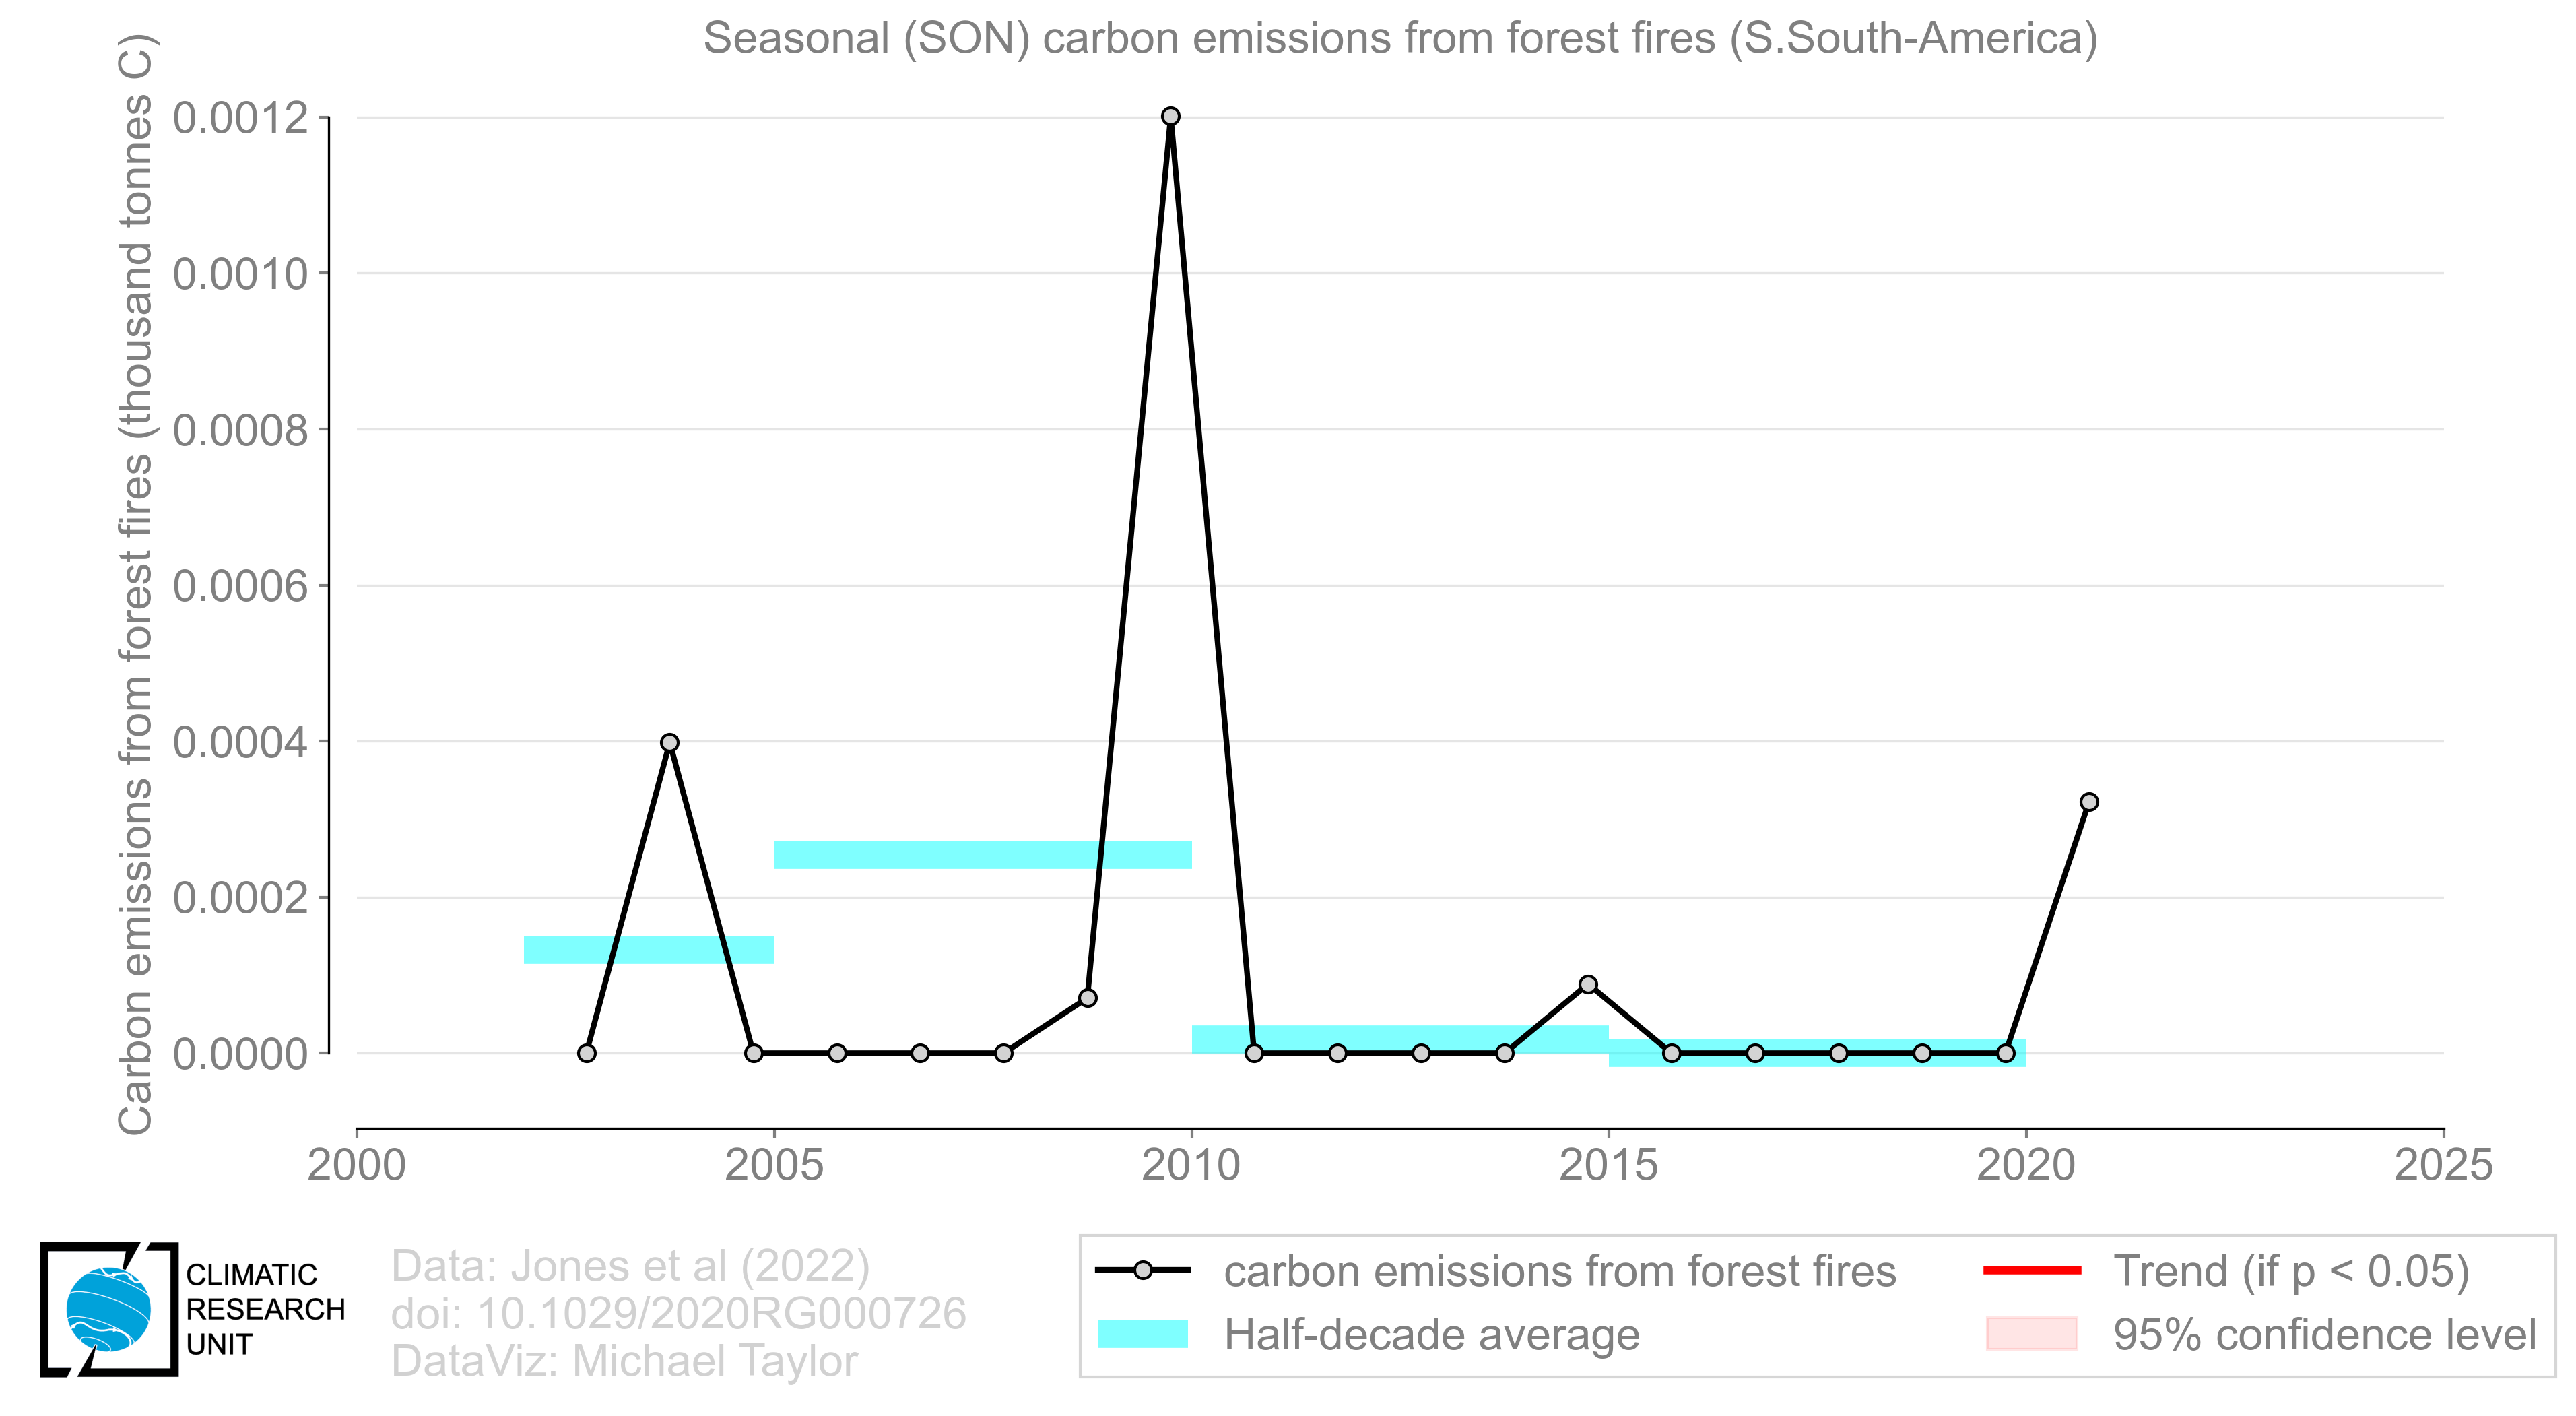 Seasonal (SON) carbon emissions from forest fires (S.South-America)
Carbon emissions from forest fires (thousand tonnes C)
0.0012
0.0010
0.0008
0.0006
0.0004
0.0002
0.0000
2000
2005
2010
2015
2020
2025
CLIMATIC
RESEARCH
UNIT
Data: Jones et al (2022)
doi: 10.1029/2020RG000726
DataViz: Michael Taylor
carbon emissions from forest fires
Half-decade average
Trend (if p < 0.05)
95% confidence level